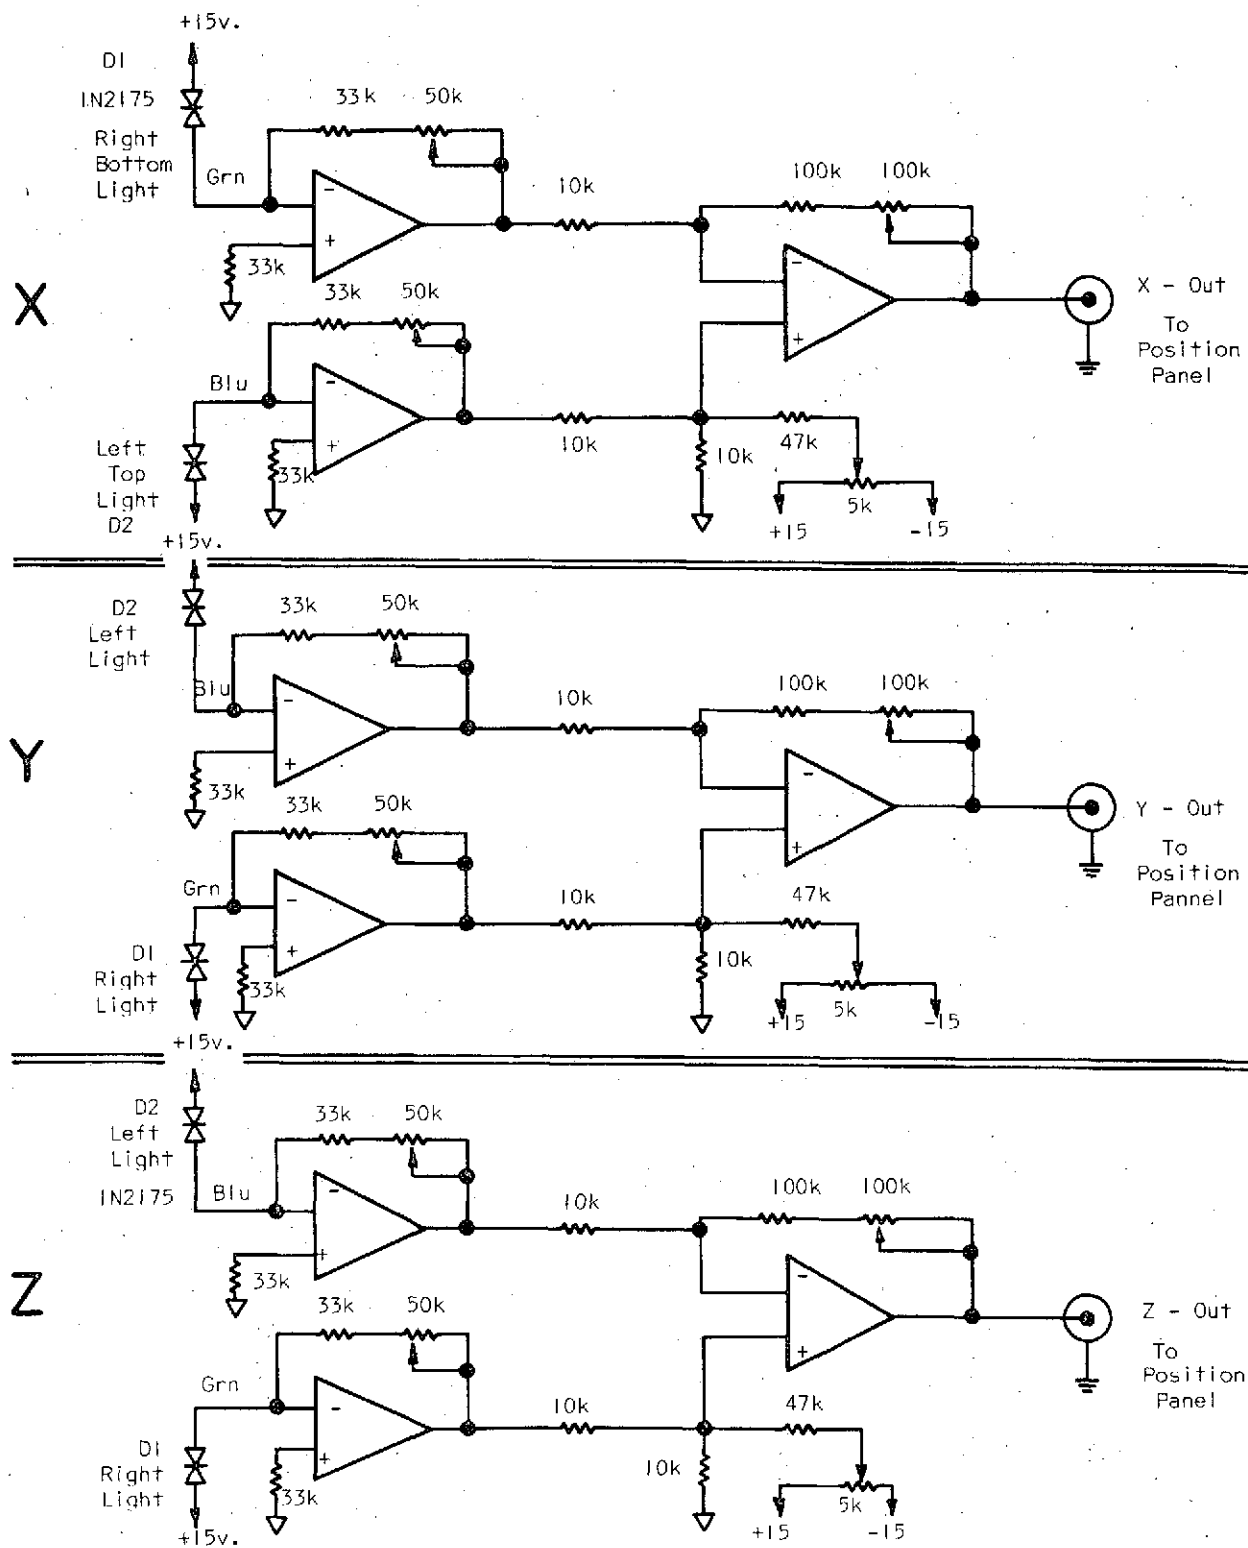 +15v.
D1
1N2175
Right
Bottom
Light
Grn
33k
50k
10k
100k
100k
-
+
33k
X
33k
50k
-
+
X - Out
To
Position
Panel
Blu
-
+
Left
Top
Light
D2
33k
10k
10k
47k
+15
5k
-15
+15v.
D2
Left
Light
33k
50k
Blu
10k
100k
100k
-
+
33k
Y
33k
50k
-
+
Y - Out
To
Position
Pannel
Grn
-
+
D1
Right
Light
33k
10k
10k
47k
+15
5k
-15
+15v.
D2
Left
Light
1N2175
Blu
33k
50k
10k
100k
100k
-
+
33k
Z
33k
50k
-
+
Z - Out
To
Position
Panel
Grn
-
+
D1
Right
Light
33k
10k
10k
47k
+15
5k
-15
+15v.